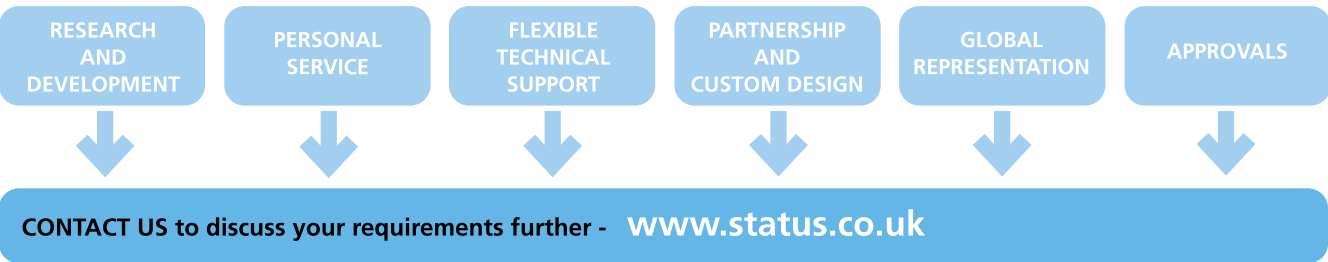 RESEARCH
AND
DEVELOPMENT
PERSONAL
SERVICE
FLEXIBLE
TECHNICAL
SUPPORT
PARTNERSHIP
AND
CUSTOM DESIGN
GLOBAL
REPRESENTATION
APPROVALS
CONTACT US to discuss your requirements further - www.status.co.uk